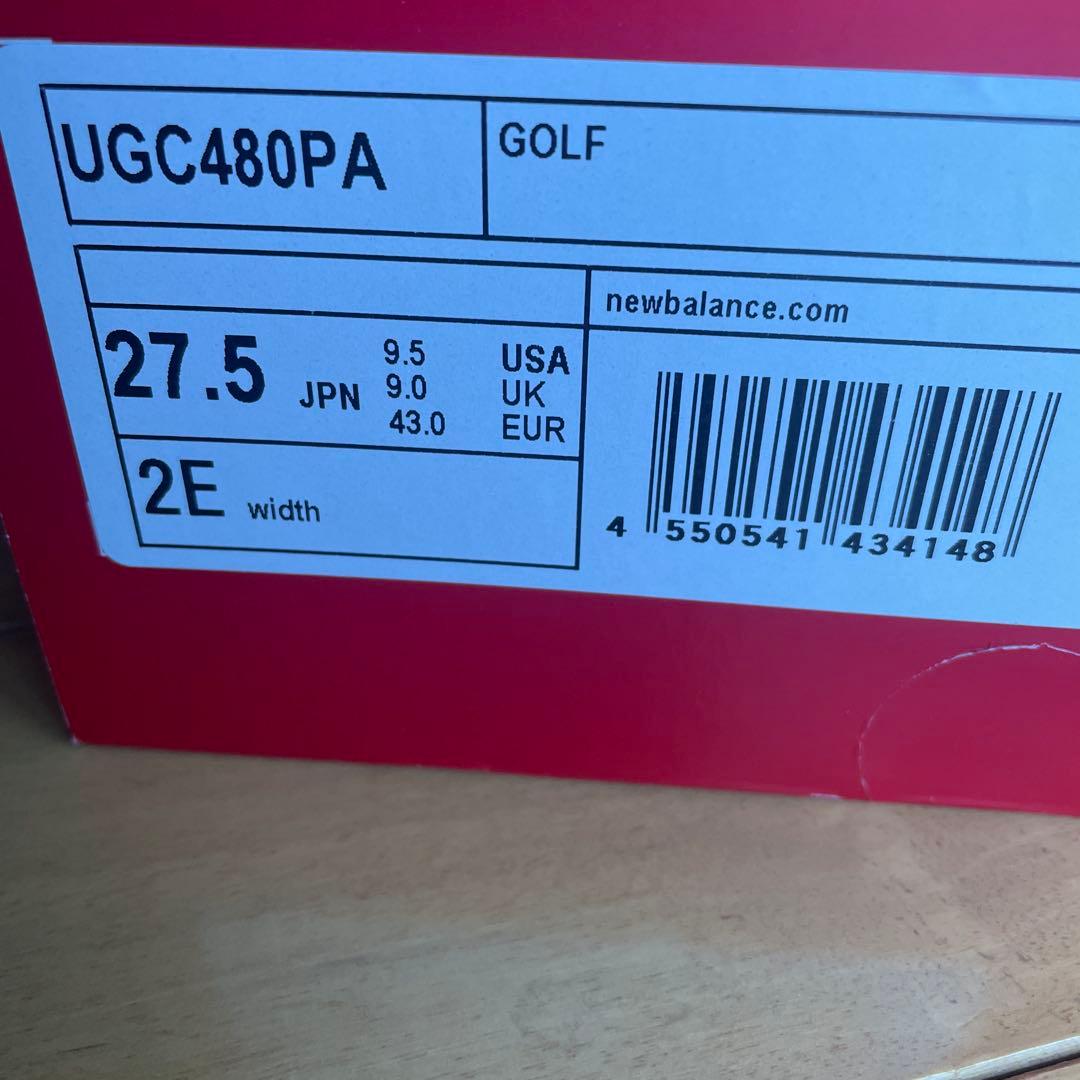 UGC480PA
GOLF
newbalance.com
27.5 JPN
9.5 USA
9.0 UK
43.0 EUR
2E width
4 550541 434148